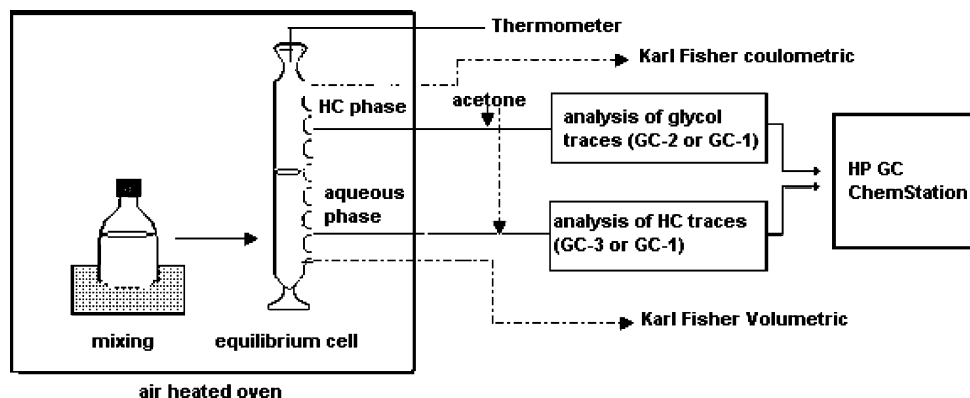 Thermometer
Karl Fisher coulometric
HC phase
acetone
analysis of glycol
traces (GC-2 or GC-1)
HP GC
ChemStation
aqueous
phase
analysis of HC traces
(GC-3 or GC-1)
Karl Fisher Volumetric
mixing
equilibrium cell
air heated oven